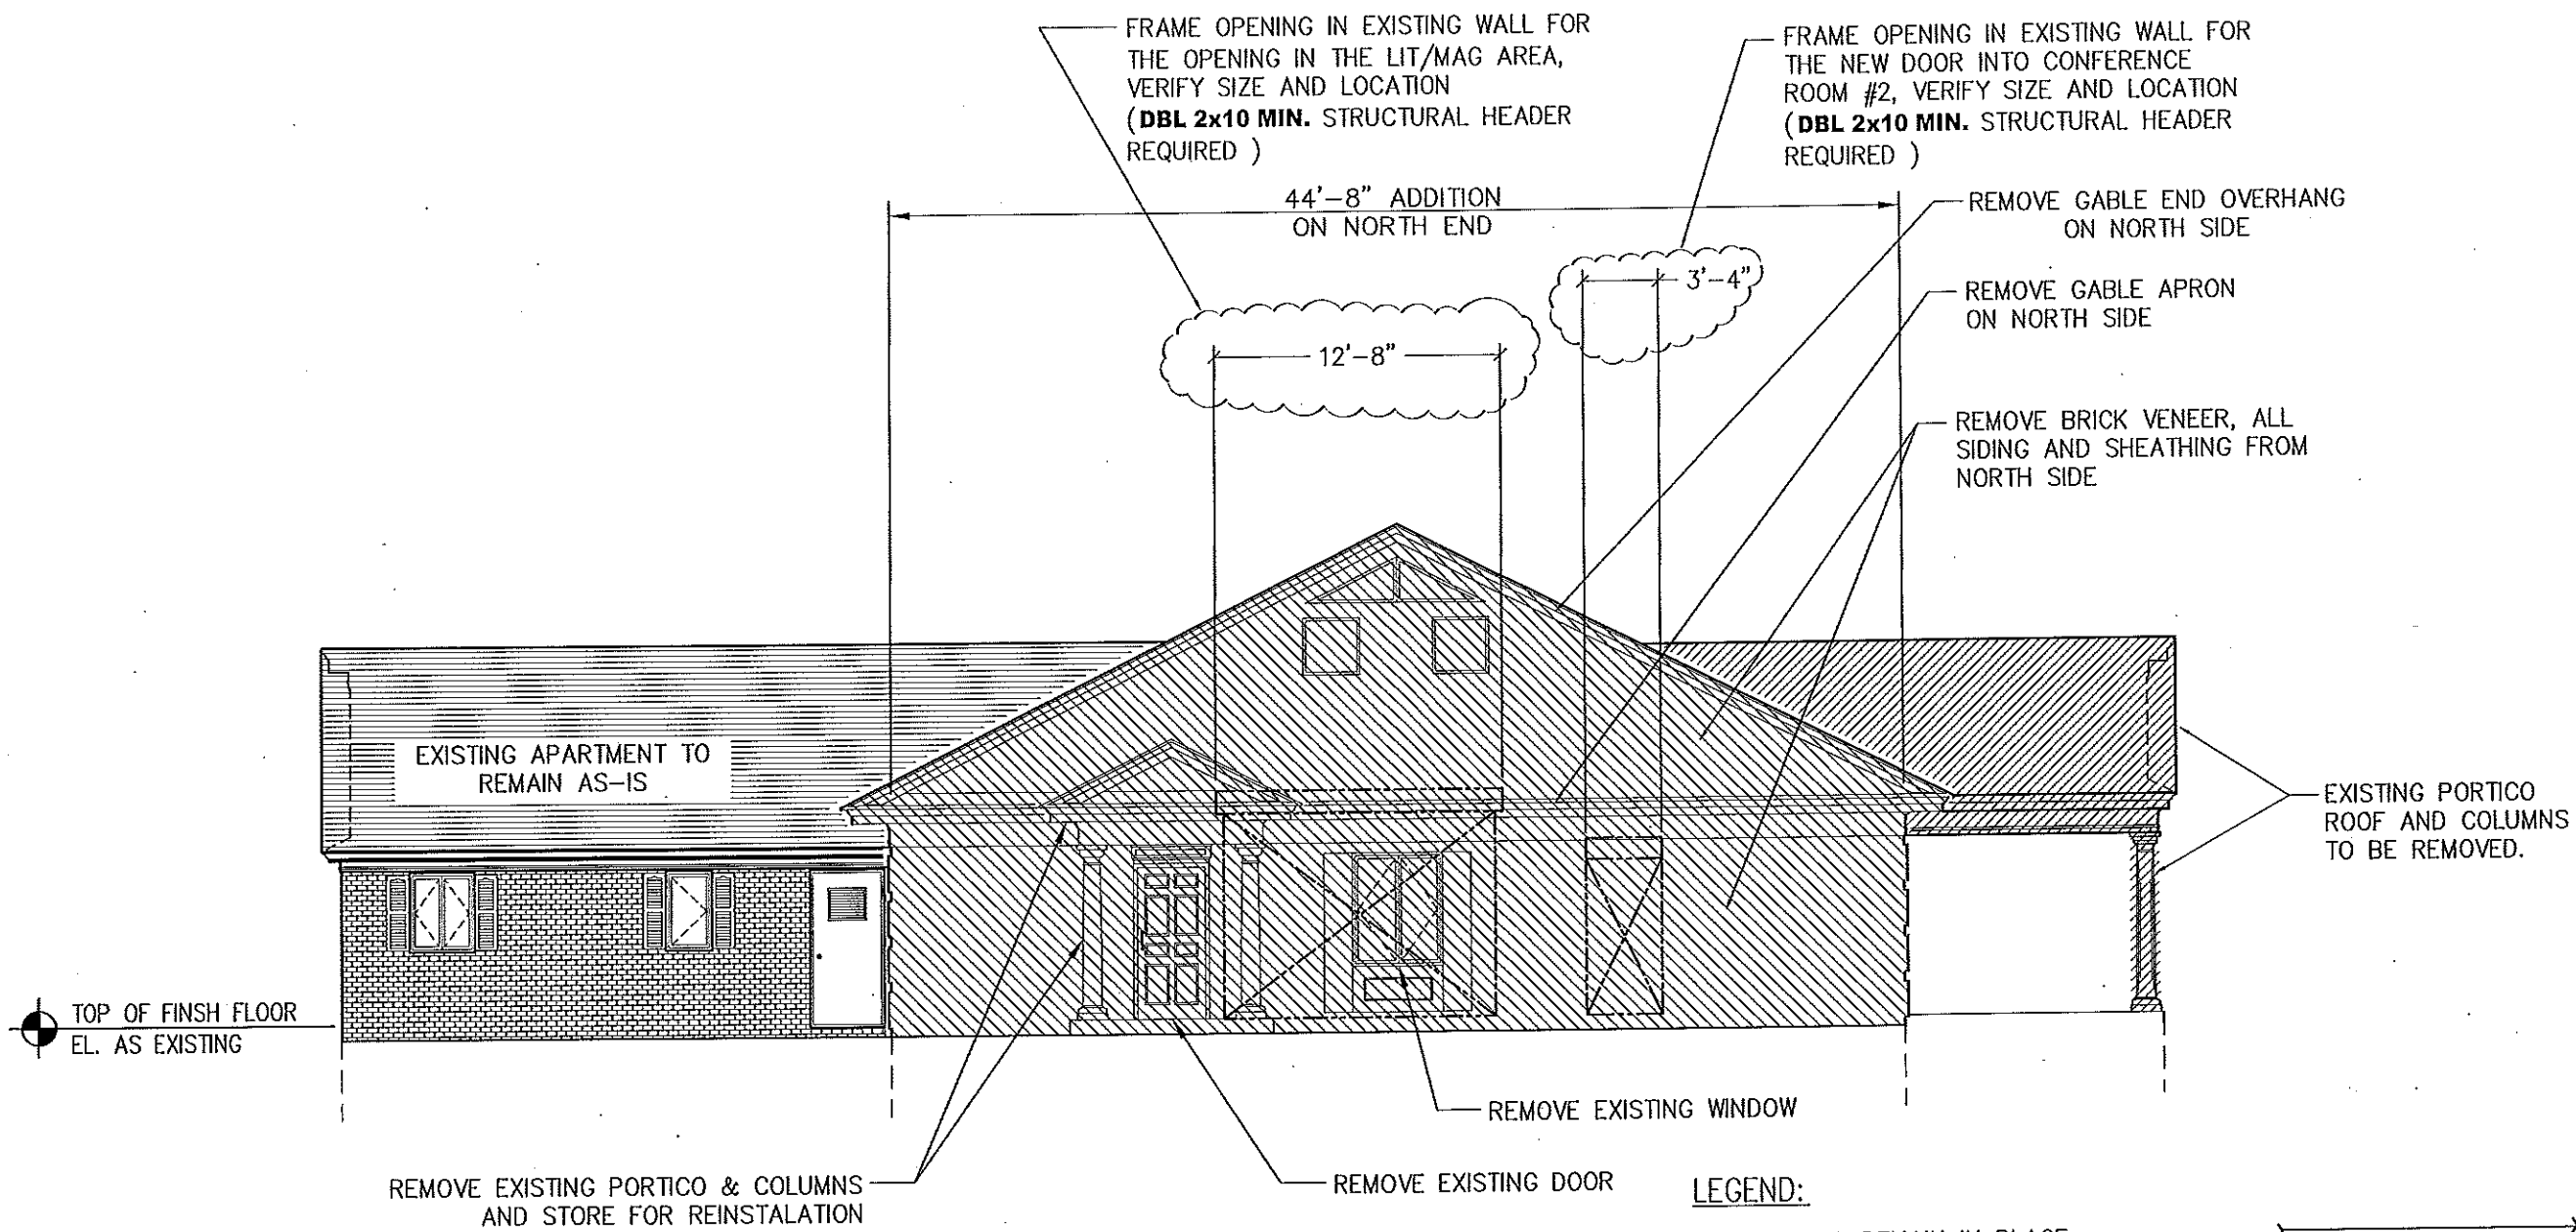 FRAME OPENING IN EXISTING WALL FOR
THE OPENING IN THE LIT/MAG AREA,
VERIFY SIZE AND LOCATION
(DBL 2x10 MIN. STRUCTURAL HEADER
REQUIRED )
FRAME OPENING IN EXISTING WALL FOR
THE NEW DOOR INTO CONFERENCE
ROOM #2, VERIFY SIZE AND LOCATION
(DBL 2x10 MIN. STRUCTURAL HEADER
REQUIRED )
44'-8" ADDITION
ON NORTH END
REMOVE GABLE END OVERHANG
ON NORTH SIDE
3'-4"
REMOVE GABLE APRON
ON NORTH SIDE
12'-8"
REMOVE BRICK VENEER, ALL
SIDING AND SHEATHING FROM
NORTH SIDE
EXISTING APARTMENT TO
REMAIN AS-IS
EXISTING PORTICO
ROOF AND COLUMNS
TO BE REMOVED.
TOP OF FINSH FLOOR
EL. AS EXISTING
REMOVE EXISTING WINDOW
REMOVE EXISTING DOOR
REMOVE EXISTING PORTICO & COLUMNS
AND STORE FOR REINSTALATION
LEGEND: